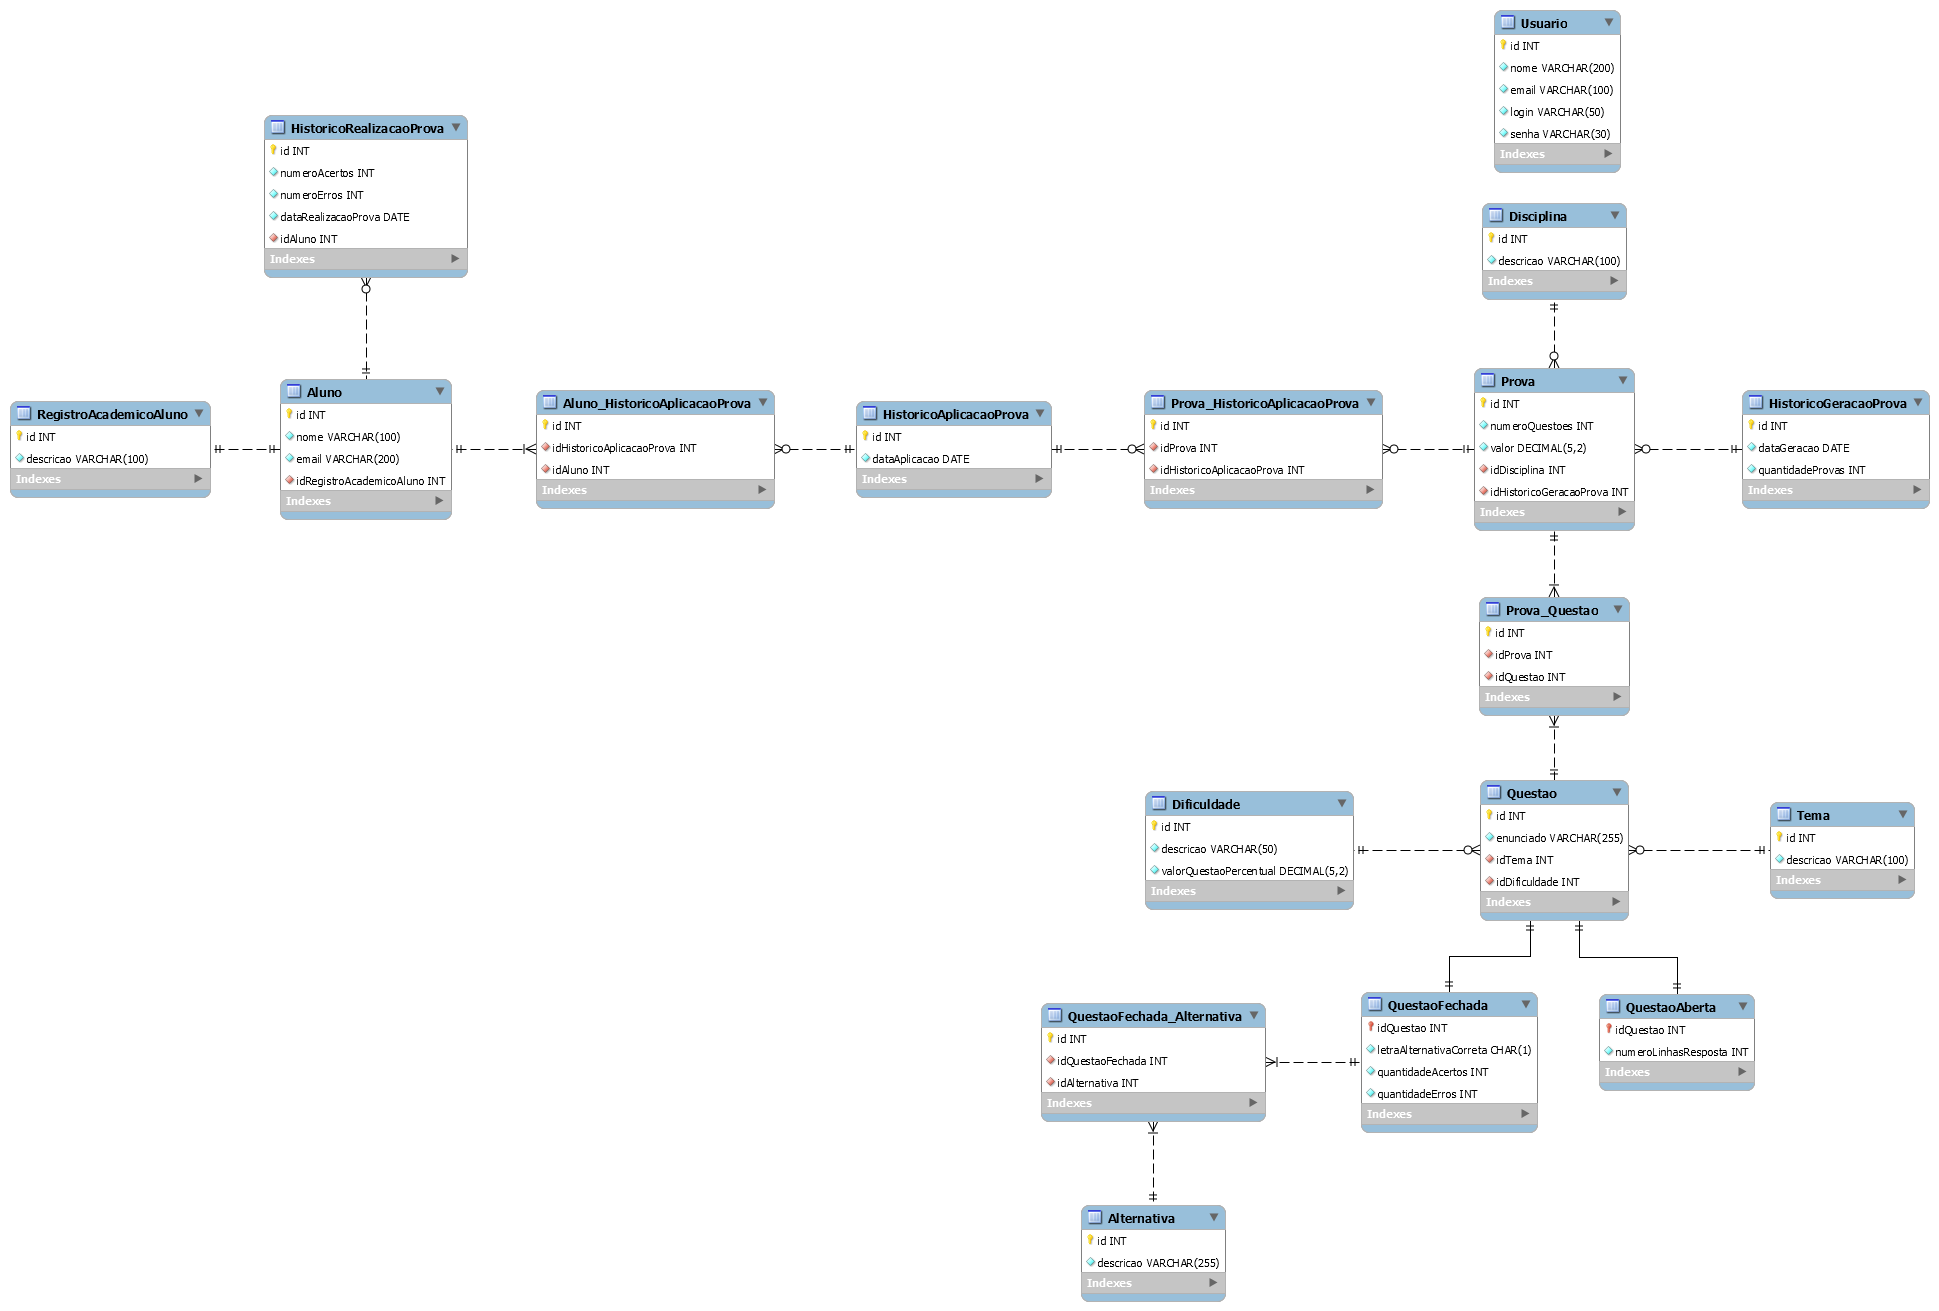 Usuario
id INT
nome VARCHAR(200)
email VARCHAR(100)
login VARCHAR(50)
senha VARCHAR(30)
Indexes
HistoricoRealizacaoProva
id INT
numeroAcertos INT
numeroErros INT
dataRealizacaoProva DATE
idAluno INT
Indexes
Disciplina
id INT
descricao VARCHAR(100)
Indexes
RegistroAcademicoAluno
id INT
descricao VARCHAR(100)
Indexes
Aluno
id INT
nome VARCHAR(100)
email VARCHAR(200)
idRegistroAcademicoAluno INT
Indexes
Aluno_HistoricoAplicacaoProva
id INT
idHistoricoAplicacaoProva INT
idAluno INT
Indexes
HistoricoAplicacaoProva
id INT
dataAplicacao DATE
Indexes
Prova_HistoricoAplicacaoProva
id INT
idProva INT
idHistoricoAplicacaoProva INT
Indexes
Prova
id INT
numeroQuestoes INT
valor DECIMAL(5,2)
idDisciplina INT
idHistoricoGeracaoProva INT
Indexes
HistoricoGeracaoProva
id INT
dataGeracao DATE
quantidadeProvas INT
Indexes
Prova_Questao
id INT
idProva INT
idQuestao INT
Indexes
Dificuldade
id INT
descricao VARCHAR(50)
valorQuestaoPercentual DECIMAL(5,2)
Indexes
Questao
id INT
enunciado VARCHAR(255)
idTema INT
idDificuldade INT
Indexes
Tema
id INT
descricao VARCHAR(100)
Indexes
QuestaoFechada_Alternativa
id INT
idQuestaoFechada INT
idAlternativa INT
Indexes
QuestaoFechada
idQuestao INT
letraAlternativaCorreta CHAR(1)
quantidadeAcertos INT
quantidadeErros INT
Indexes
QuestaoAberta
idQuestao INT
numeroLinhasResposta INT
Indexes
Alternativa
id INT
descricao VARCHAR(255)
Indexes